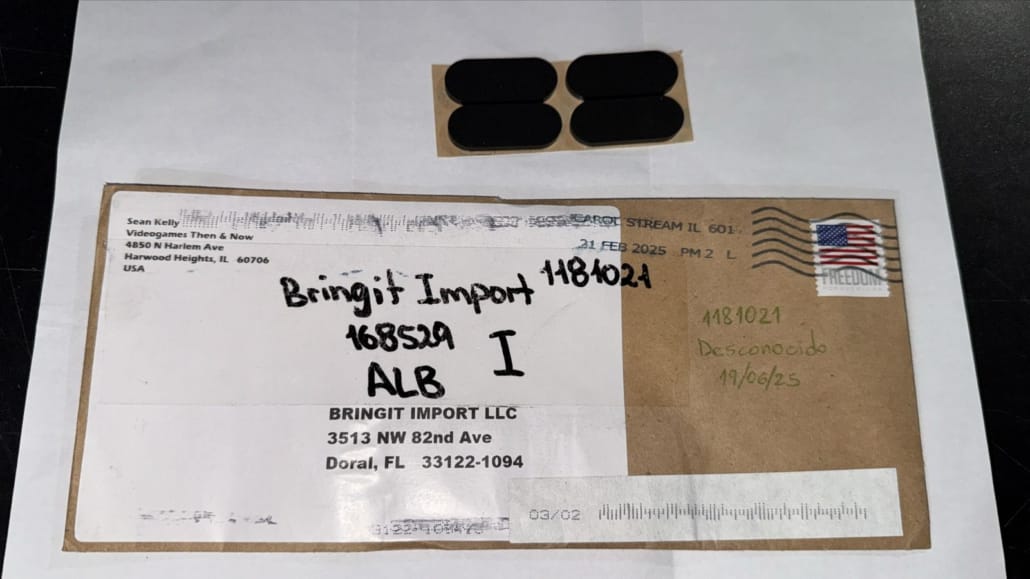 Sean Kelly
Videogames Then & Now
4850 N Harlem Ave
Harwood Heights, IL 60706
USA
CAROL STREAM IL 601
21 FEB 2025 PM 2 L
FREEDOM
Bringit Import 1181021
168529 I
ALB
BRINGIT IMPORT LLC
3513 NW 82nd Ave
Doral, FL 33122-1094
1181021
Desconocido
19/06/25
03/02